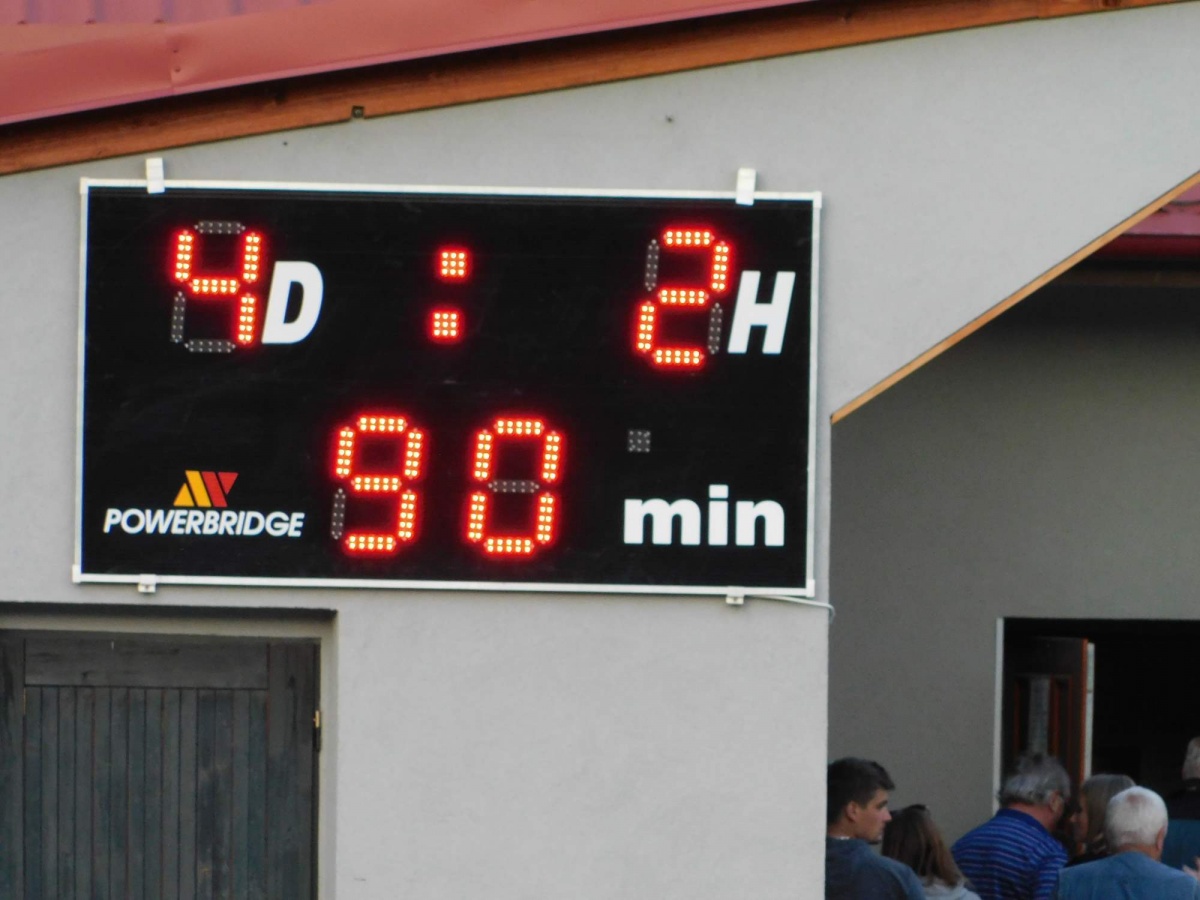 4D : 2H
90
POWERBRIDGE min